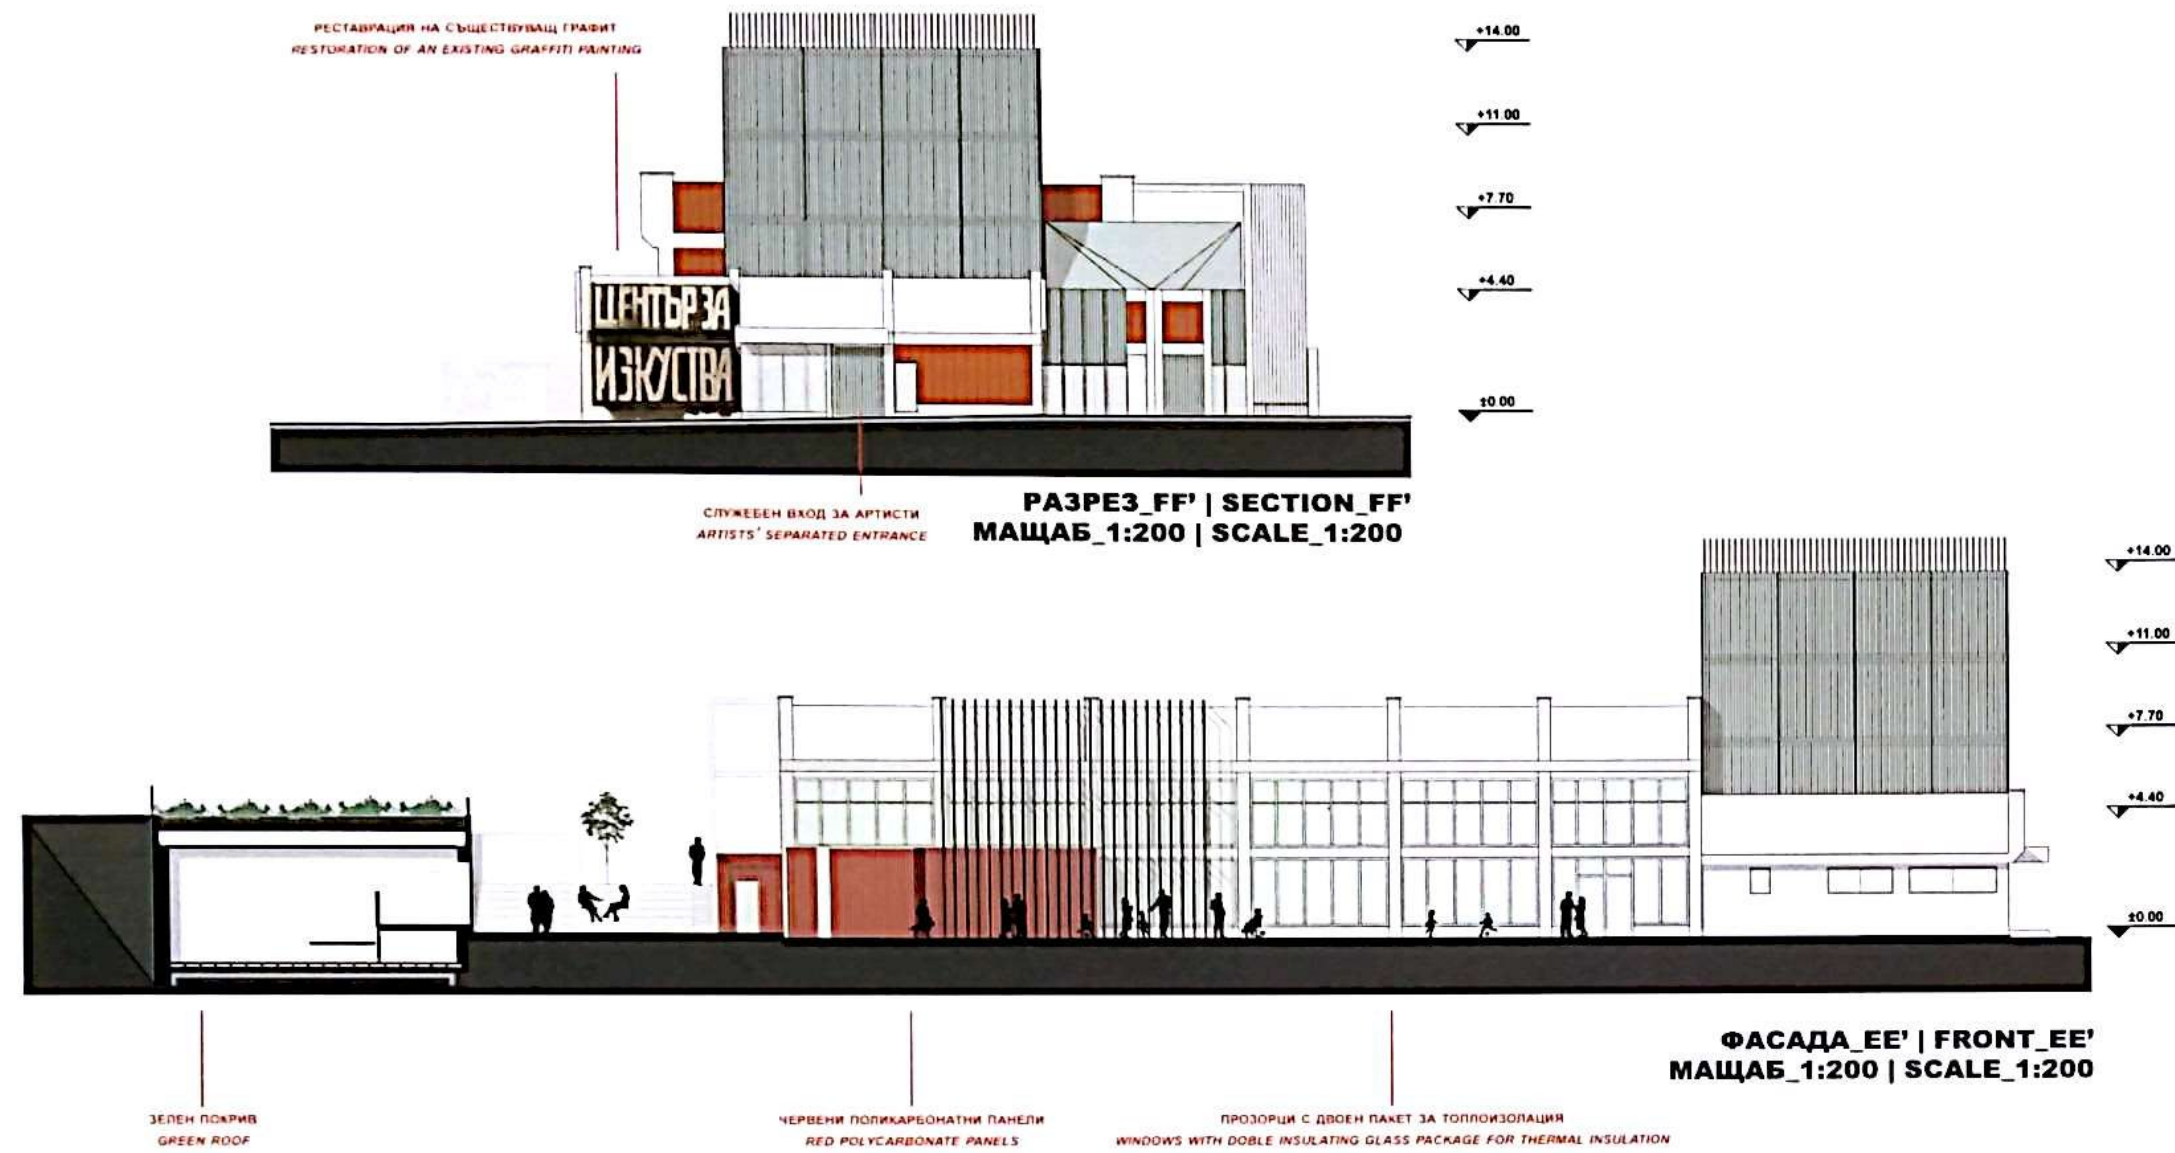 РЕСТАВРАЦИЯ НА СЪЩЕСТВУВАЩ ГРАФИТ
RESTORATION OF AN EXISTING GRAFFITI PAINTING
+14.00
+11.00
+7.70
+4.40
±0.00
ЦЕНТЪР ЗА
ИЗКУСТВА
СЛУЖЕБЕН ВХОД ЗА АРТИСТИ
ARTISTS' SEPARATED ENTRANCE
РАЗРЕЗ_FF' | SECTION_FF'
МАЩАБ_1:200 | SCALE_1:200
+14.00
+11.00
+7.70
+4.40
±0.00
ФАСАДА_EE' | FRONT_EE'
МАЩАБ_1:200 | SCALE_1:200
ЗЕЛЕН ПОКРИВ
GREEN ROOF
ЧЕРВЕНИ ПОЛИКАРБОНАТНИ ПАНЕЛИ
RED POLYCARBONATE PANELS
ПРОЗОРЦИ С ДВОЕН ПАКЕТ ЗА ТОПЛОИЗОЛАЦИЯ
WINDOWS WITH DOBLE INSULATING GLASS PACKAGE FOR THERMAL INSULATION